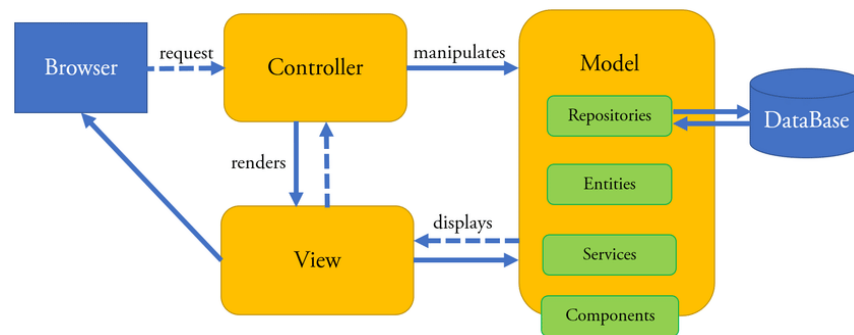 Browser
request
Controller
manipulates
Model
Repositories
DataBase
renders
Entities
displays
View
Services
Components